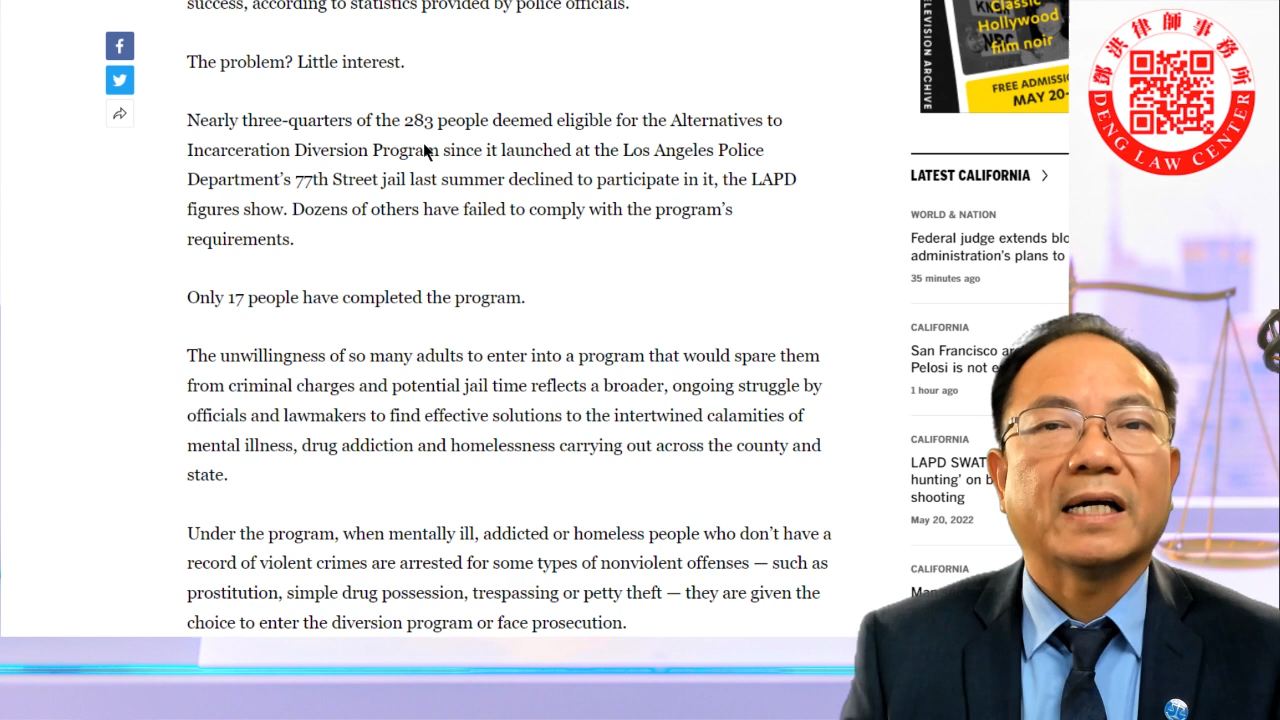 success, according to statistics provided by police officials.
The problem? Little interest.
Nearly three-quarters of the 283 people deemed eligible for the Alternatives to
Incarceration Diversion Program since it launched at the Los Angeles Police
Department’s 77th Street jail last summer declined to participate in it, the LAPD
figures show. Dozens of others have failed to comply with the program’s
requirements.
Only 17 people have completed the program.
The unwillingness of so many adults to enter into a program that would spare them
from criminal charges and potential jail time reflects a broader, ongoing struggle by
officials and lawmakers to find effective solutions to the intertwined calamities of
mental illness, drug addiction and homelessness carrying out across the county and
state.
Under the program, when mentally ill, addicted or homeless people who don’t have a
record of violent crimes are arrested for some types of nonviolent offenses — such as
prostitution, simple drug possession, trespassing or petty theft — they are given the
choice to enter the diversion program or face prosecution.
TELEVISION ARCHIVE
Classic
Hollywood
film noir
FREE
MAY 20-
鄧洪律師事務所
DENG LAW CENTER
LATEST CALIFORNIA
WORLD & NATION
Federal judge extends
administration’s plans to
35 minutes ago
CALIFORNIA
San Francisco
Pelosi is not
1 hour ago
CALIFORNIA
LAPD SWAT
hunting’ on
shooting
May 20, 2022
CALIFORNIA